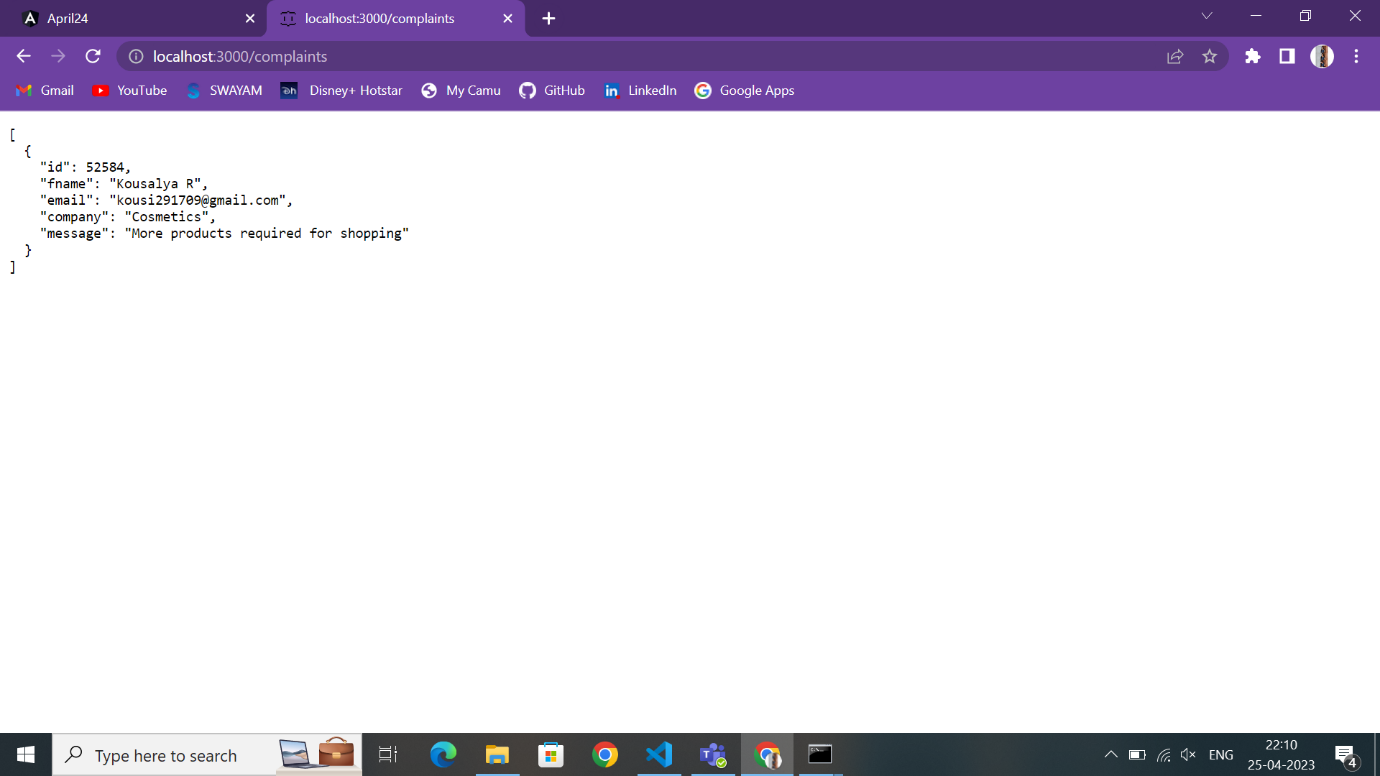 April24
localhost:3000/complaints
localhost:3000/complaints
Gmail YouTube SWAYAM Disney+ Hotstar My Camu GitHub LinkedIn Google Apps
[
  {
    "id": 52584,
    "fname": "Kousalya R",
    "email": "kousi291709@gmail.com",
    "company": "Cosmetics",
    "message": "More products required for shopping"
  }
]
Type here to search
ENG
22:10
25-04-2023
4